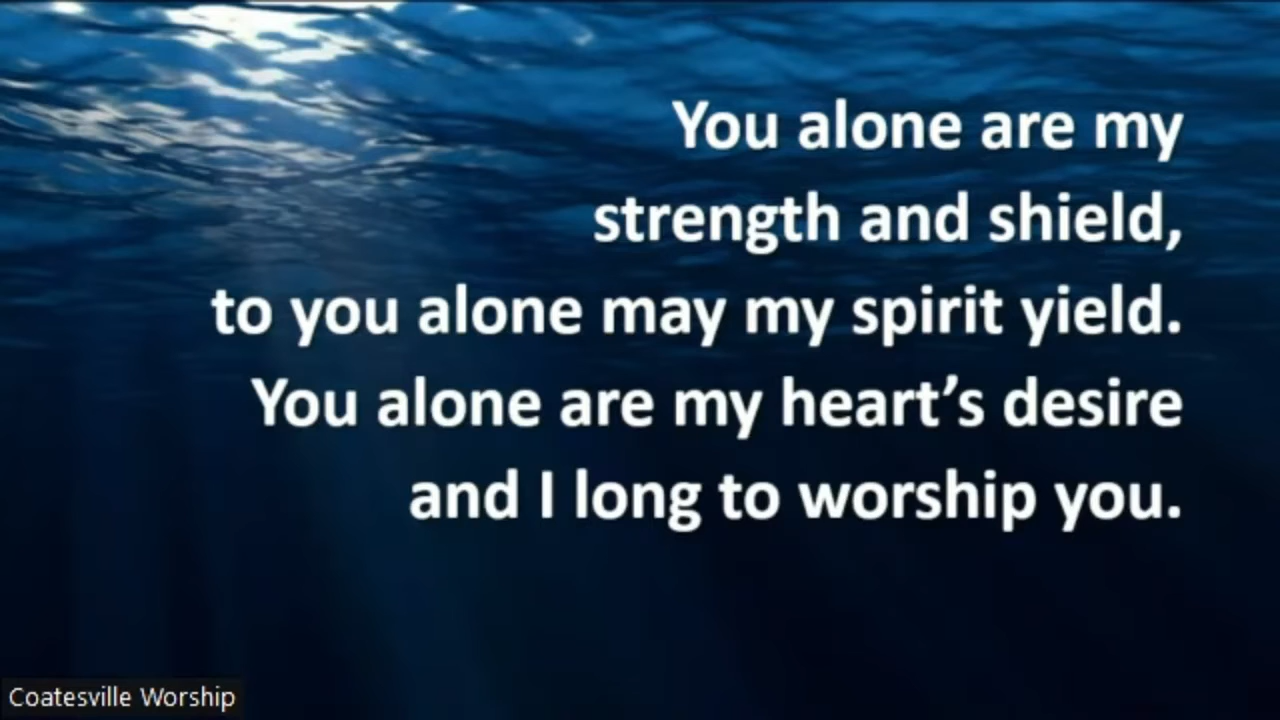 You alone are my
strength and shield,
to you alone may my spirit yield.
You alone are my heart’s desire
and I long to worship you.
Coatesville Worship